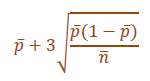 p̄ + 3√(p̄(1 − p̄)/n̄)